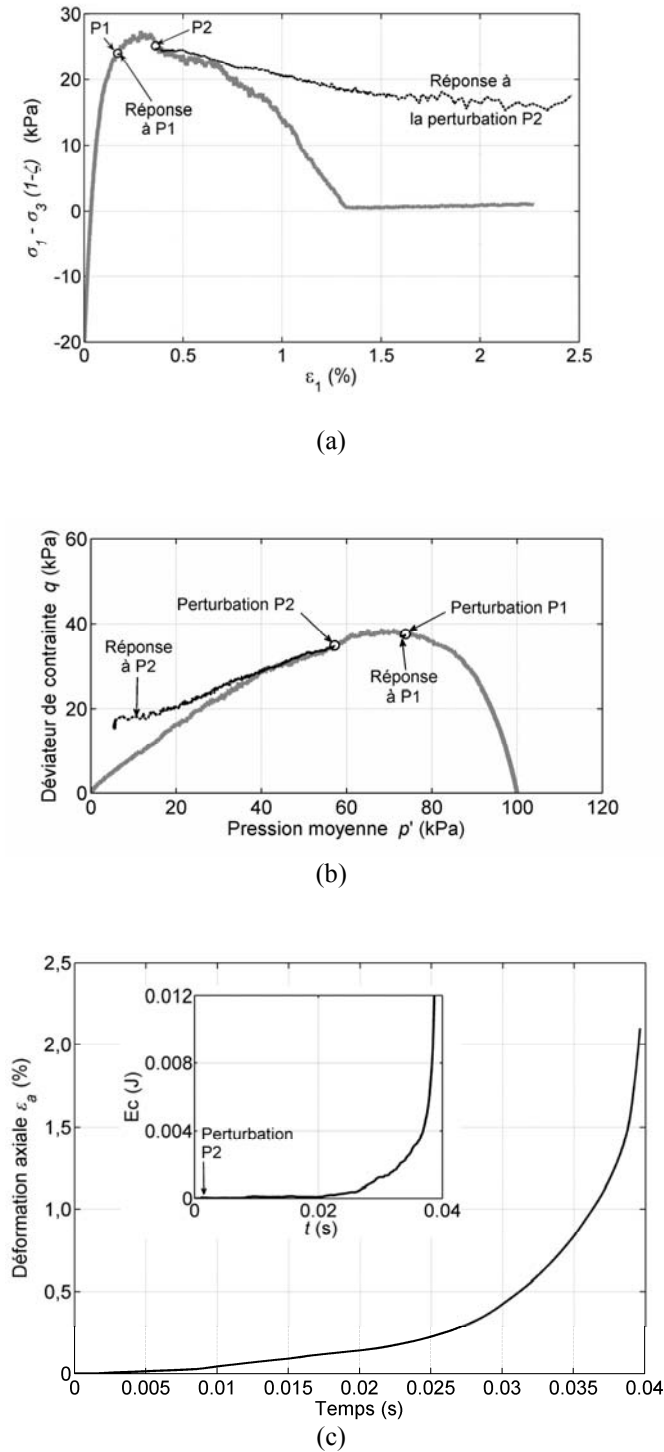 30
20
10
0
-10
-20
σ1 - σ3 (1-ζ) (kPa)
P1
P2
Réponse
à P1
Réponse à
la perturbation P2
0
0.5
1
1.5
2
2.5
ε1 (%)
(a)
60
40
20
0
Déviateur de contrainte q (kPa)
Perturbation P2
Perturbation P1
Réponse
à P2
Réponse
à P1
0
20
40
60
80
100
120
Pression moyenne p' (kPa)
(b)
2,5
2,0
1,5
1,0
0,5
0
Déformation axiale εa (%)
0.012
0.008
0.004
0
Ec (J)
Perturbation
P2
0
0.02
0.04
t (s)
0
0.005
0.01
0.015
0.02
0.025
0.03
0.035
0.04
Temps (s)
(c)